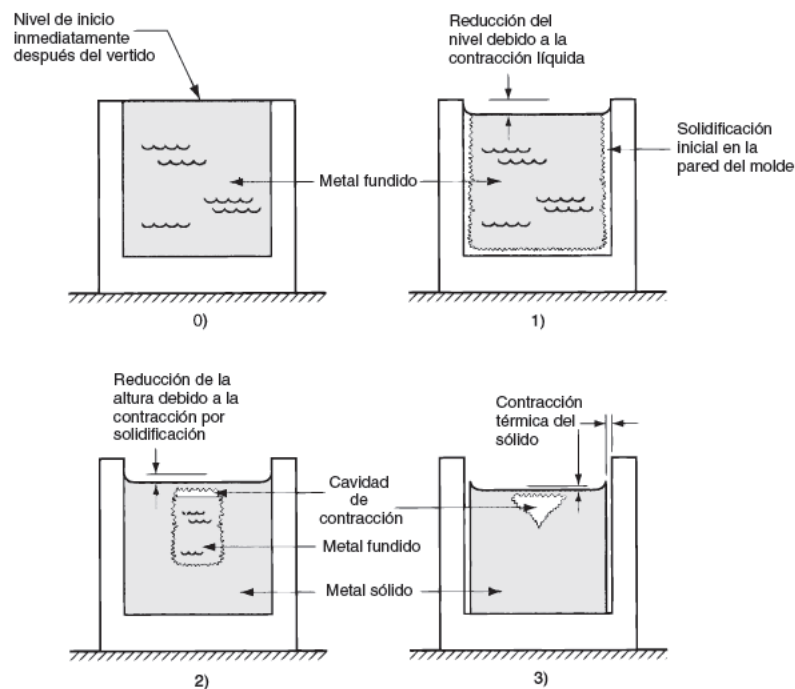 Nivel de inicio
inmediatamente
después del vertido
Reducción del
nivel debido a la
contracción líquida
Solidificación
inicial en la
pared del molde
Metal fundido
0)
1)
Reducción de la
altura debido a la
contracción por
solidificación
Contracción
térmica del
sólido
Cavidad
de
contracción
Metal fundido
Metal sólido
2)
3)